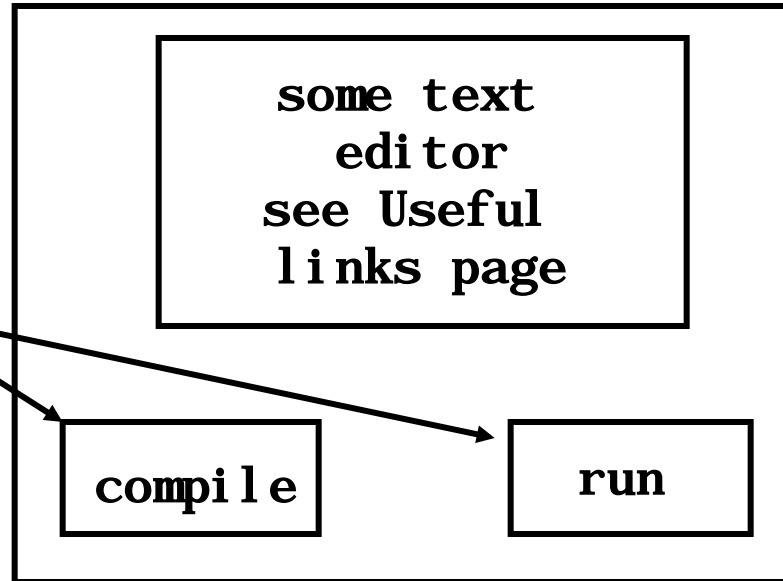 some text
editor
see Useful
links page
compile
run